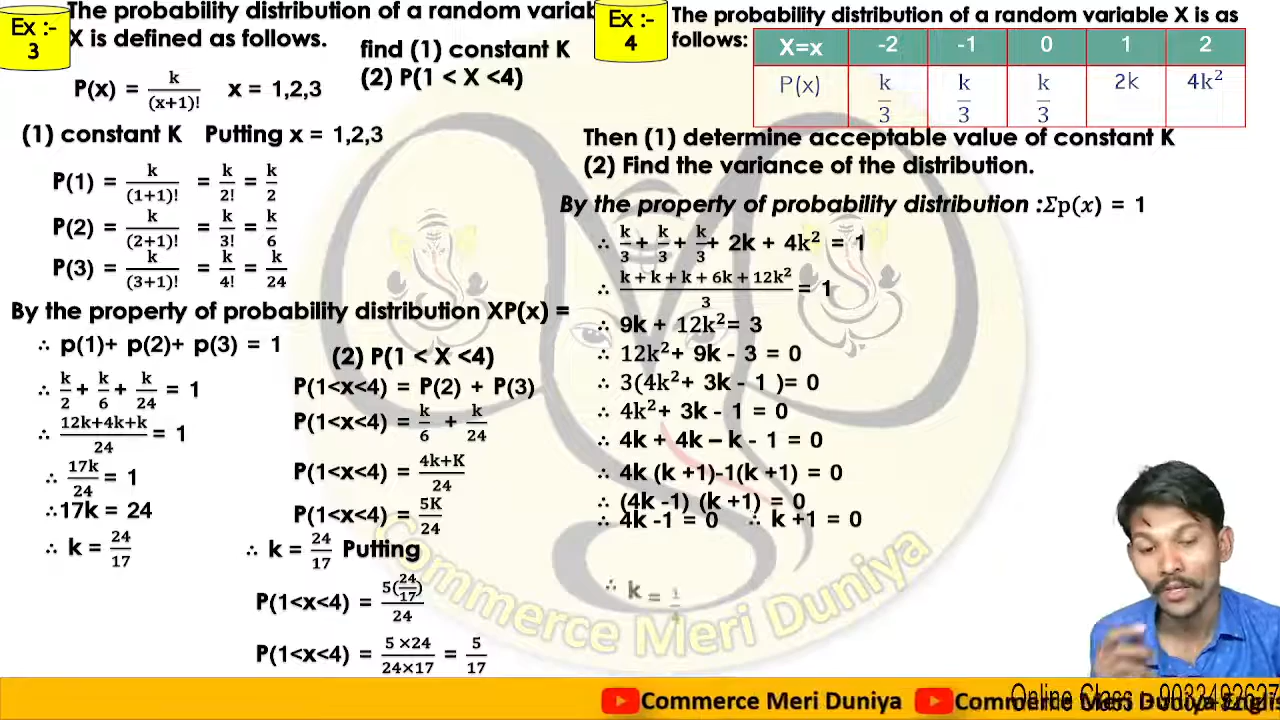 Ex :- 3
The probability distribution of a random variab
X is defined as follows.
P(x) = k/(x+1)! x = 1,2,3
find (1) constant K
(2) P(1 < X <4)
(1) constant K Putting x = 1,2,3
P(1) = k/(1+1)! = k/2! = k/2
P(2) = k/(2+1)! = k/3! = k/6
P(3) = k/(3+1)! = k/4! = k/24
By the property of probability distribution XP(x) =
∴ p(1)+ p(2)+ p(3) = 1
∴ k/2 + k/6 + k/24 = 1
∴ 12k+4k+k/24 = 1
∴ 17k/24 = 1
∴17k = 24
∴ k = 24/17
(2) P(1 < X <4)
P(1<x<4) = P(2) + P(3)
P(1<x<4) = k/6 + k/24
P(1<x<4) = 4k+K/24
P(1<x<4) = 5K/24
∴ k = 24/17 Putting
P(1<x<4) = 5(24/17)/24
P(1<x<4) = 5 ×24/24×17 = 5/17
Ex :- 4
The probability distribution of a random variable X is as
follows:
X=x -2 -1 0 1 2
P(x) k/3 k/3 k/3 2k 4k²
Then (1) determine acceptable value of constant K
(2) Find the variance of the distribution.
By the property of probability distribution :Σp(x) = 1
∴ k/3 + k/3 + k/3 + 2k + 4k² = 1
∴ k + k + k + 6k + 12k²/3 = 1
∴ 9k + 12k²= 3
∴ 12k²+ 9k - 3 = 0
∴ 3(4k²+ 3k - 1 )= 0
∴ 4k²+ 3k - 1 = 0
∴ 4k + 4k – k - 1 = 0
∴ 4k (k +1)-1(k +1) = 0
∴ (4k -1) (k +1) = 0
∴ 4k -1 = 0 ∴ k +1 = 0
∴ k = 1/4
Commerce Meri Duniya
Commerce Meri Duniya
Commerce Meri Duniya Englis
Online Class :- 9033492627